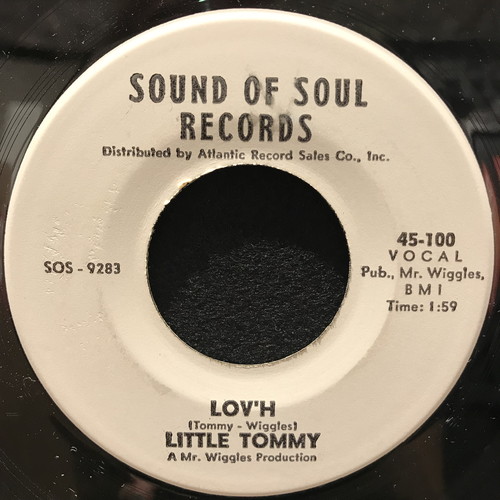 SOUND OF SOUL
RECORDS
Distributed by Atlantic Record Sales Co., Inc.
SOS - 9283
45-100
VOCAL
Pub., Mr. Wiggles,
BMI
Time: 1:59
LOV'H
(Tommy - Wiggles)
LITTLE TOMMY
A Mr. Wiggles Production